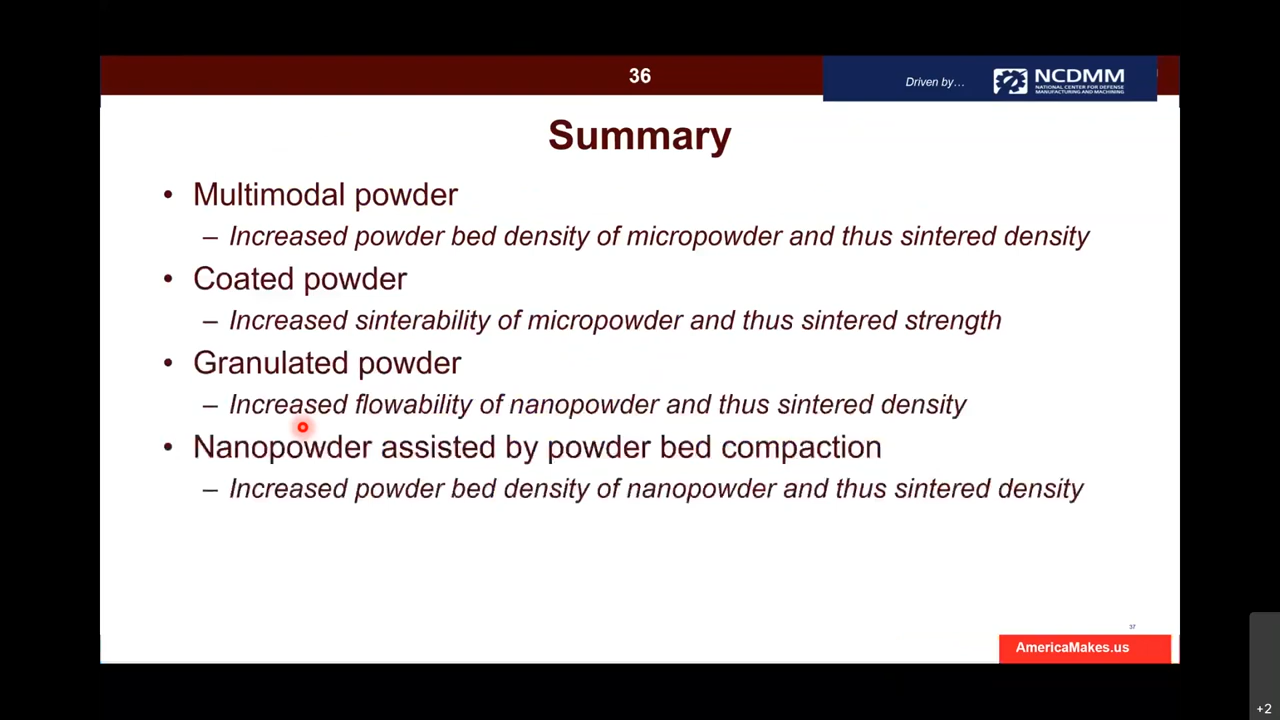 36
Driven by…
NCDMM
NATIONAL CENTER FOR DEFENSE
MANUFACTURING AND MACHINING
Summary
• Multimodal powder
– Increased powder bed density of micropowder and thus sintered density
• Coated powder
– Increased sinterability of micropowder and thus sintered strength
• Granulated powder
– Increased flowability of nanopowder and thus sintered density
• Nanopowder assisted by powder bed compaction
– Increased powder bed density of nanopowder and thus sintered density
37
AmericaMakes.us
+2